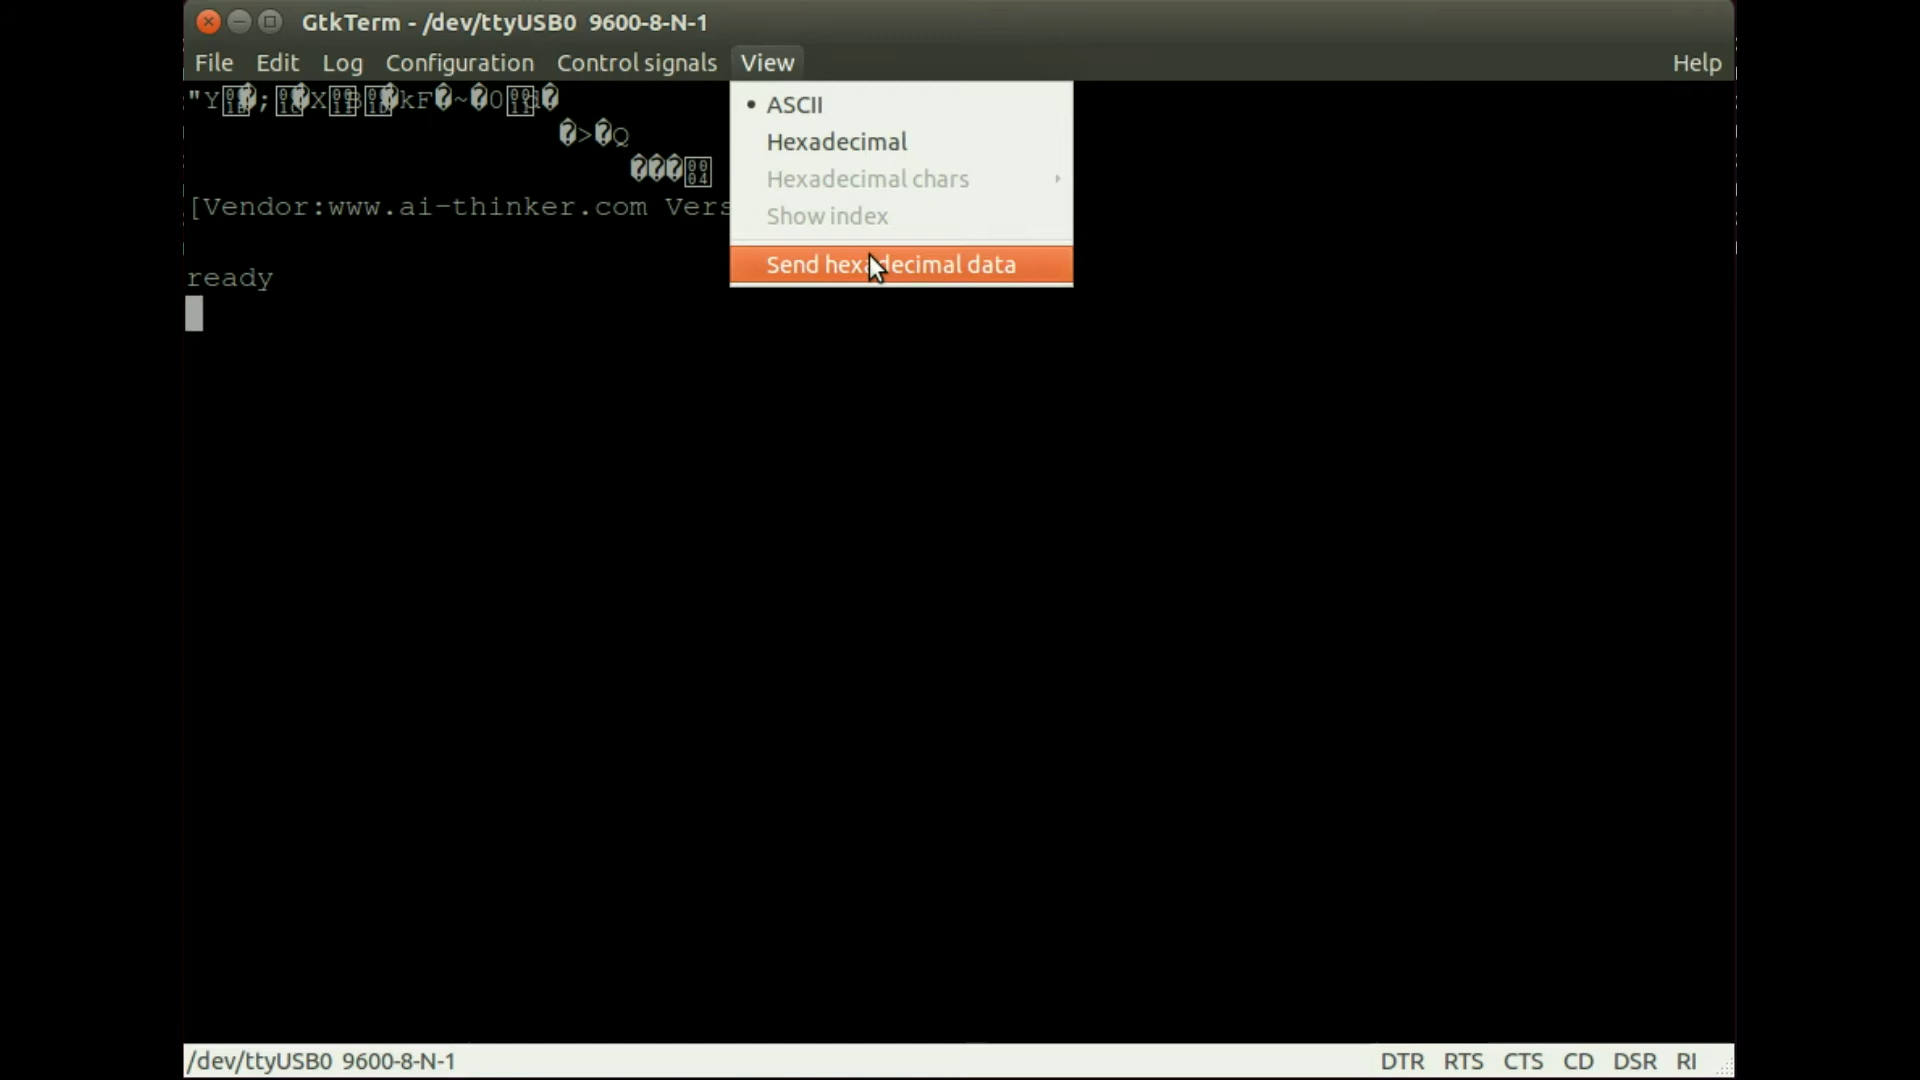 GtkTerm - /dev/ttyUSB0 9600-8-N-1
File Edit Log Configuration Control signals View Help
ASCII
Hexadecimal
Hexadecimal chars
Show index
Send hexadecimal data
[Vendor:www.ai-thinker.com Vers
ready
/dev/ttyUSB0 9600-8-N-1
DTR RTS CTS CD DSR RI